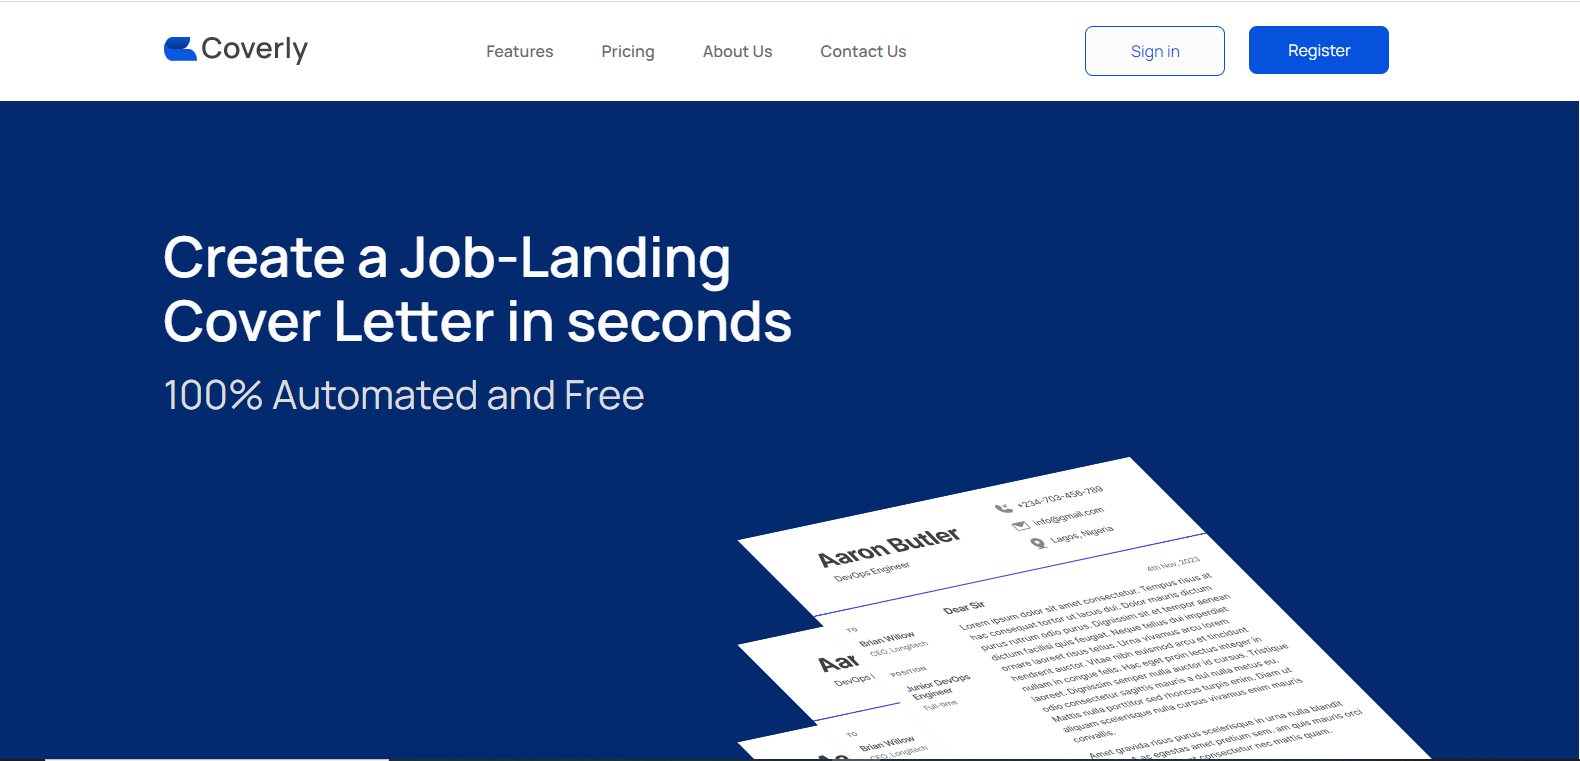 Coverly
Features
Pricing
About Us
Contact Us
Sign in
Register
Create a Job-Landing
Cover Letter in seconds
100% Automated and Free
+234-703-456-789
info@gmail.com
Lagos, Nigeria
Aaron Butler
DevOps Engineer
4th Nov, 2023
TO
Brian Willow
CEO, Longitech
POSITION
Junior DevOps
Engineer
Full-time
Dear Sir
Lorem ipsum dolor sit amet consectetur. Tempus risus at
hac consequat tortor ut lacus dui. Dolor mauris dictum
purus rutrum odio purus. Dignissim sit et tempor aenean
dictum facilisi quis feugiat. Neque tellus dui imperdiet
ornare laoreet risus tellus. Urna vivamus arcu lorem
hendrerit auctor. Vitae nibh euismod arcu et tincidunt
nullam in congue felis. Hac eget proin lectus integer in
laoreet. Dignissim semper nulla auctor id cursus. Tristique
odio consectetur sagittis mauris a dui nulla metus eu.
Mattis nulla porttitor sed rhoncus turpis enim. Diam ut
aliquam scelerisque nulla cursus vivamus enim mauris
convallis.
Amet gravida risus purus scelerisque in urna nulla blandit
ac egestas amet pretium sem. am quis mauris orci
t consectetur nec mattis quam.
Aar
DevOps
TO
Brian Willow
CEO, Longitech